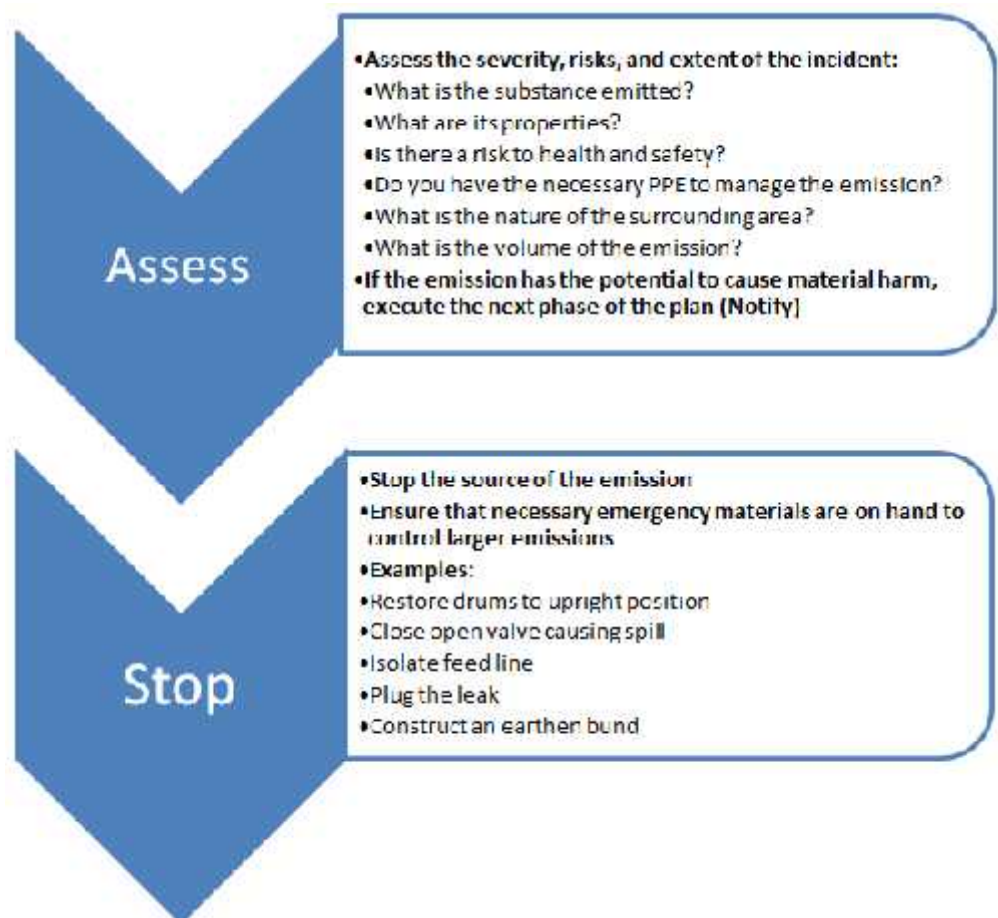 Assess
•Assess the severity, risks, and extent of the incident:
•What is the substance emitted?
•What are its properties?
•Is there a risk to health and safety?
•Do you have the necessary PPE to manage the emission?
•What is the nature of the surrounding area?
•What is the volume of the emission?
•If the emission has the potential to cause material harm,
execute the next phase of the plan (Notify)
Stop
•Stop the source of the emission
•Ensure that necessary emergency materials are on hand to
control larger emissions
•Examples:
•Restore drums to upright position
•Close open valve causing spill
•Isolate feed line
•Plug the leak
•Construct an earthen bund